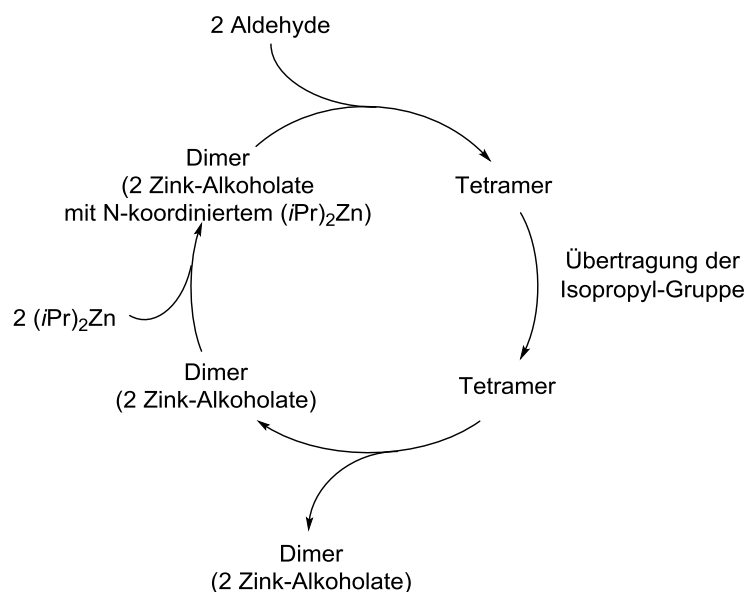 2 Aldehyde
Dimer
(2 Zink-Alkoholate
mit N-koordiniertem (iPr)₂Zn)
Tetramer
Übertragung der
Isopropyl-Gruppe
2 (iPr)₂Zn
Dimer
(2 Zink-Alkoholate)
Tetramer
Dimer
(2 Zink-Alkoholate)